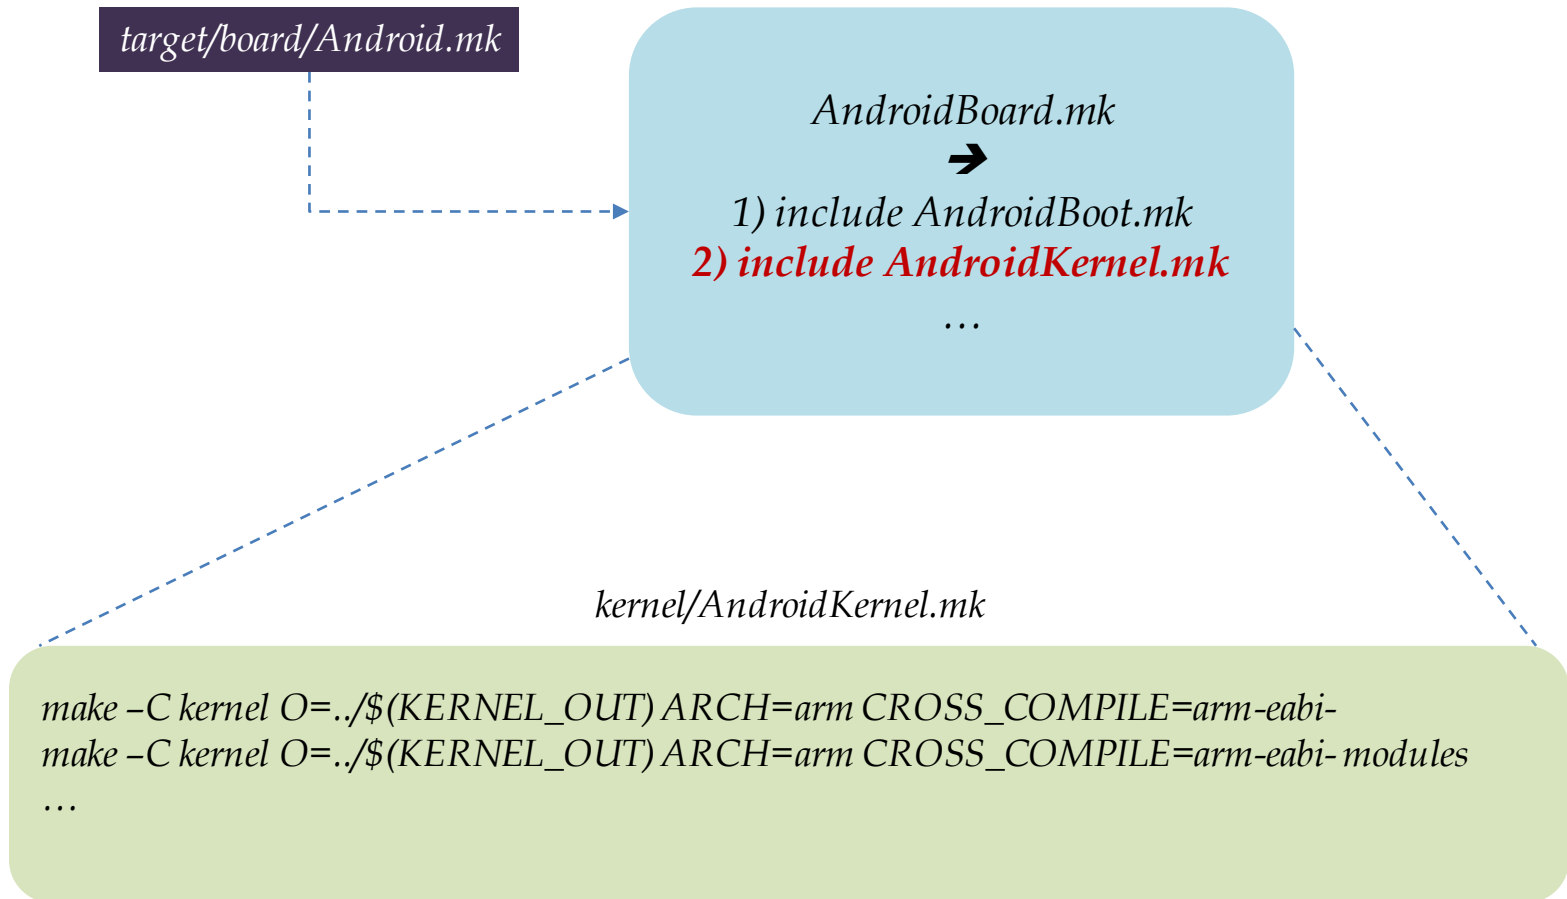 target/board/Android.mk
AndroidBoard.mk
➔
1) include AndroidBoot.mk
2) include AndroidKernel.mk
…
kernel/AndroidKernel.mk
make –C kernel O=../$(KERNEL_OUT) ARCH=arm CROSS_COMPILE=arm-eabi-
make –C kernel O=../$(KERNEL_OUT) ARCH=arm CROSS_COMPILE=arm-eabi- modules
…